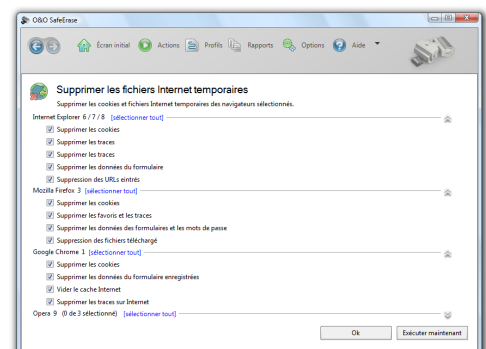 O&O SafeErase
Écran initial Actions Profils Rapports Options Aide
Supprimer les fichiers Internet temporaires
Supprimer les cookies et fichiers Internet temporaires des navigateurs sélectionnés.
Internet Explorer 6 / 7 / 8 [sélectionner tout]
Supprimer les cookies
Supprimer les traces
Supprimer les traces
Supprimer les données du formulaire
Suppression des URLs eintrés
Mozilla Firefox 3 [sélectionner tout]
Supprimer les cookies
Supprimer les favoris et les traces
Supprimer les données des formulaires et les mots de passe
Suppression des fichiers téléchargé
Google Chrome 1 [sélectionner tout]
Supprimer les cookies
Supprimer les données du formulaire enregistrées
Vider le cache Internet
Supprimer les traces sur Internet
Opera 9 (0 de 3 sélectionné) [sélectionner tout]
Ok Exécuter maintenant